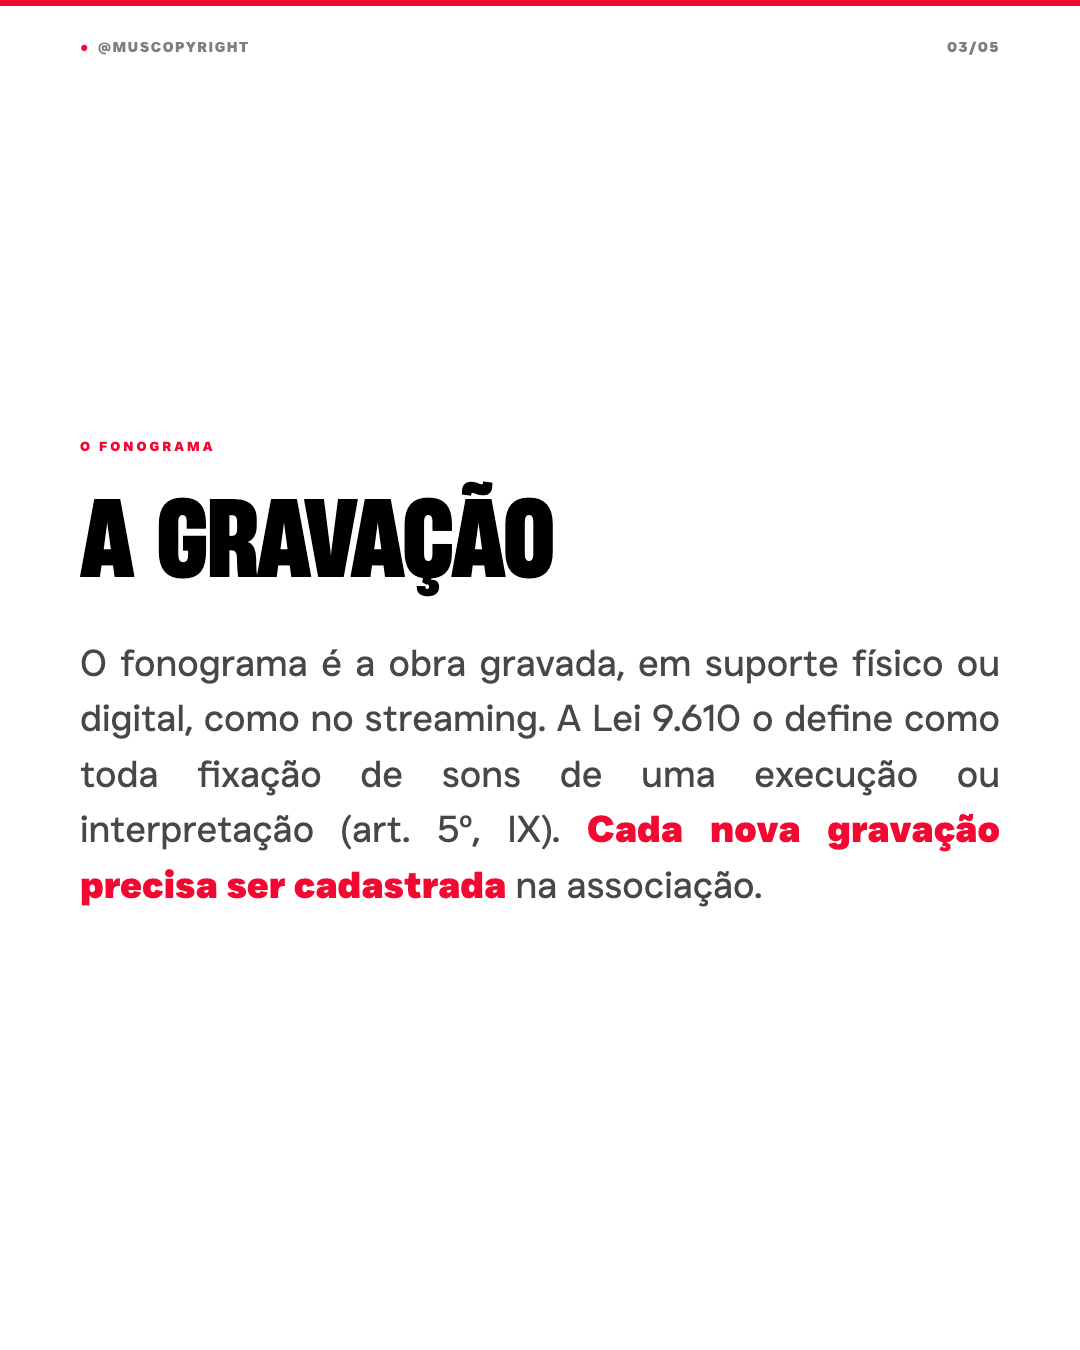 • @MUSCOPYRIGHT
03/05
O FONOGRAMA
A GRAVAÇÃO
O fonograma é a obra gravada, em suporte físico ou
digital, como no streaming. A Lei 9.610 o define como
toda fixação de sons de uma execução ou
interpretação (art. 5º, IX). Cada nova gravação
precisa ser cadastrada na associação.